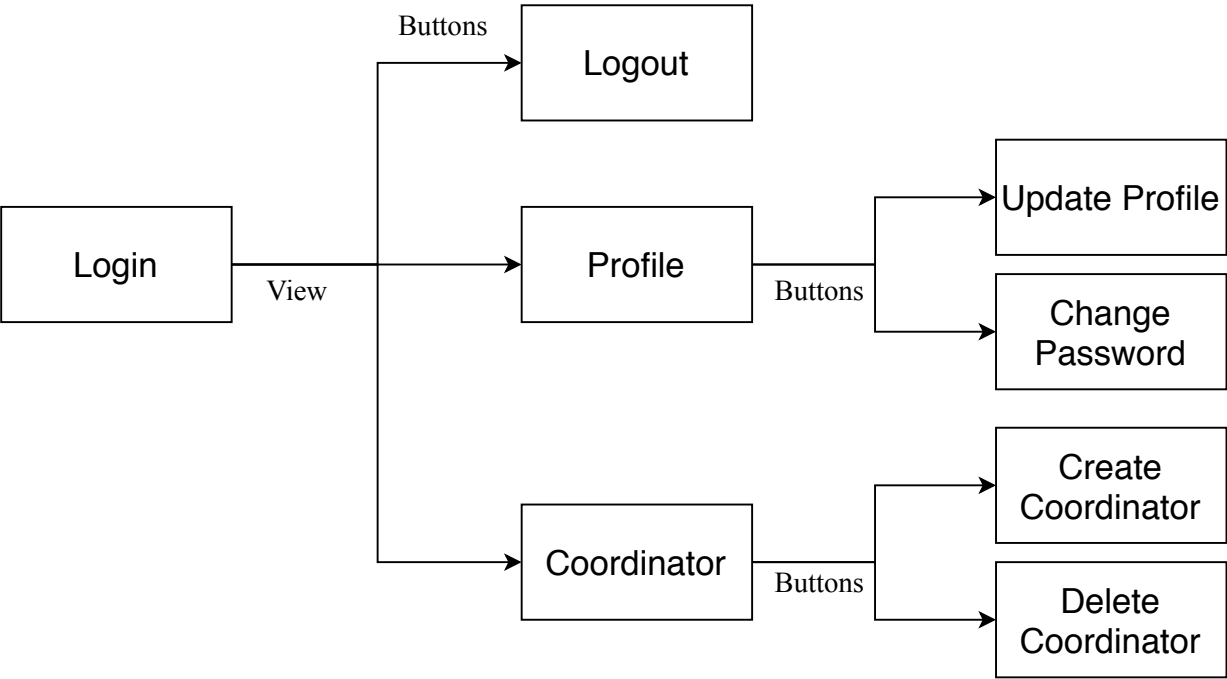 Buttons
Logout
Login
View
Profile
Buttons
Update Profile
Change
Password
Coordinator
Buttons
Create
Coordinator
Delete
Coordinator